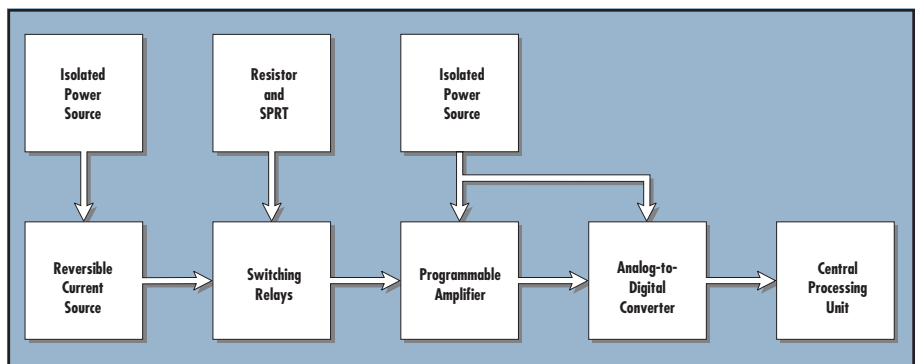 Isolated
Power
Source
Resistor
and
SPRT
Isolated
Power
Source
Reversible
Current
Source
Switching
Relays
Programmable
Amplifier
Analog-to-
Digital
Converter
Central
Processing
Unit